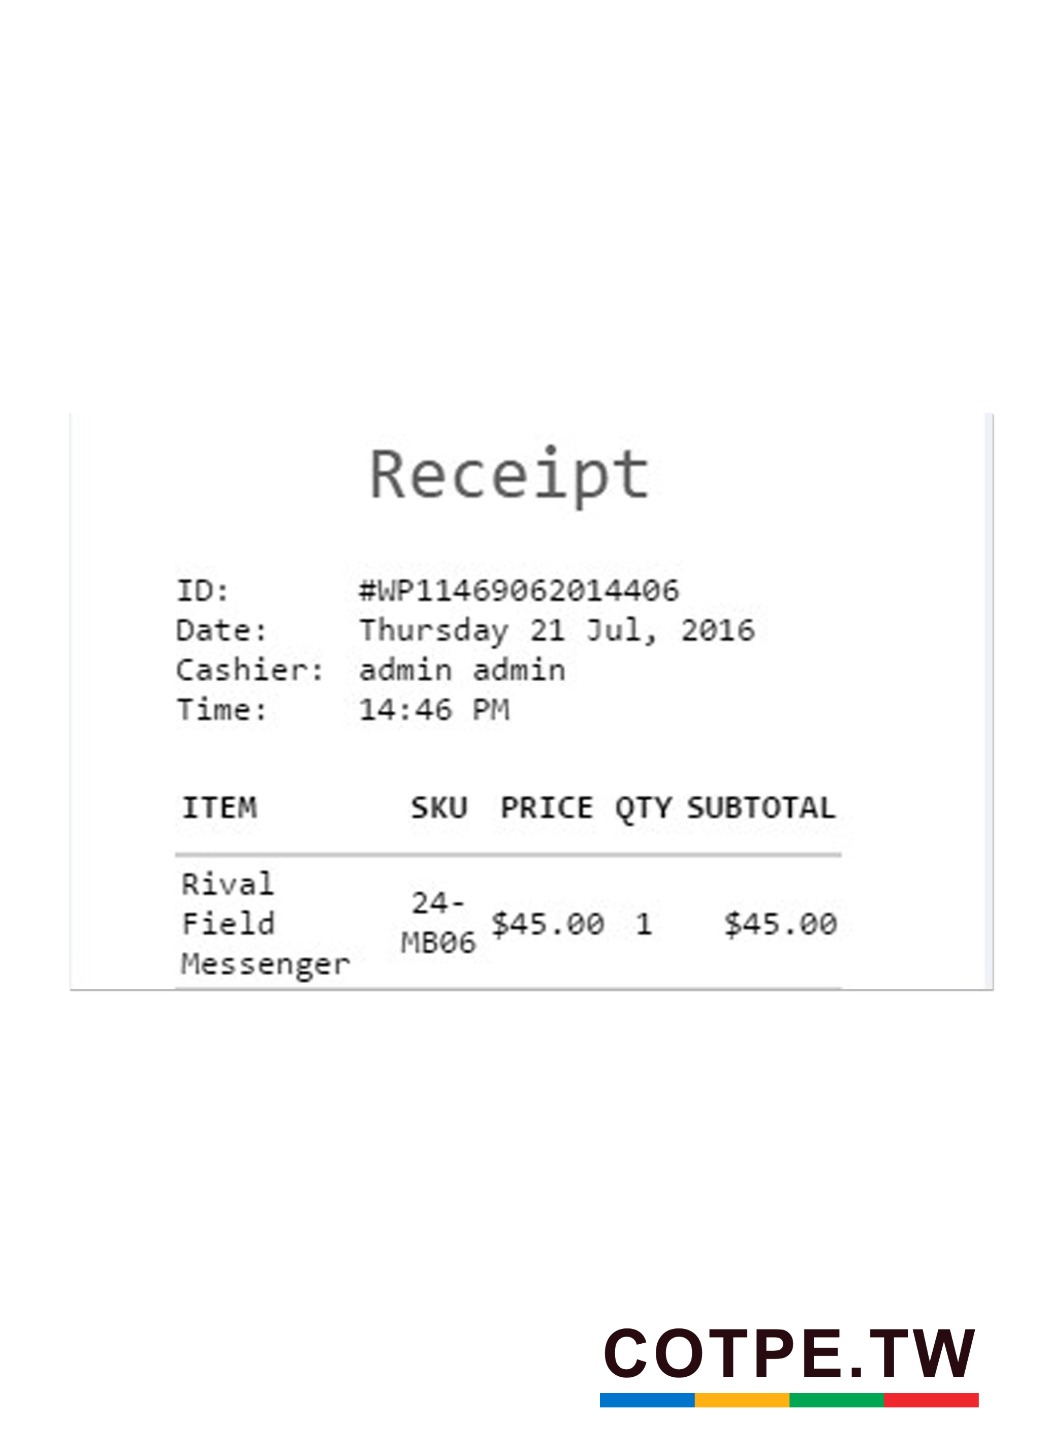 Receipt
ID: #WP11469062014406
Date: Thursday 21 Jul, 2016
Cashier: admin admin
Time: 14:46 PM
ITEM SKU PRICE QTY SUBTOTAL
Rival Field Messenger 24-MB06 $45.00 1 $45.00
COTPE.TW